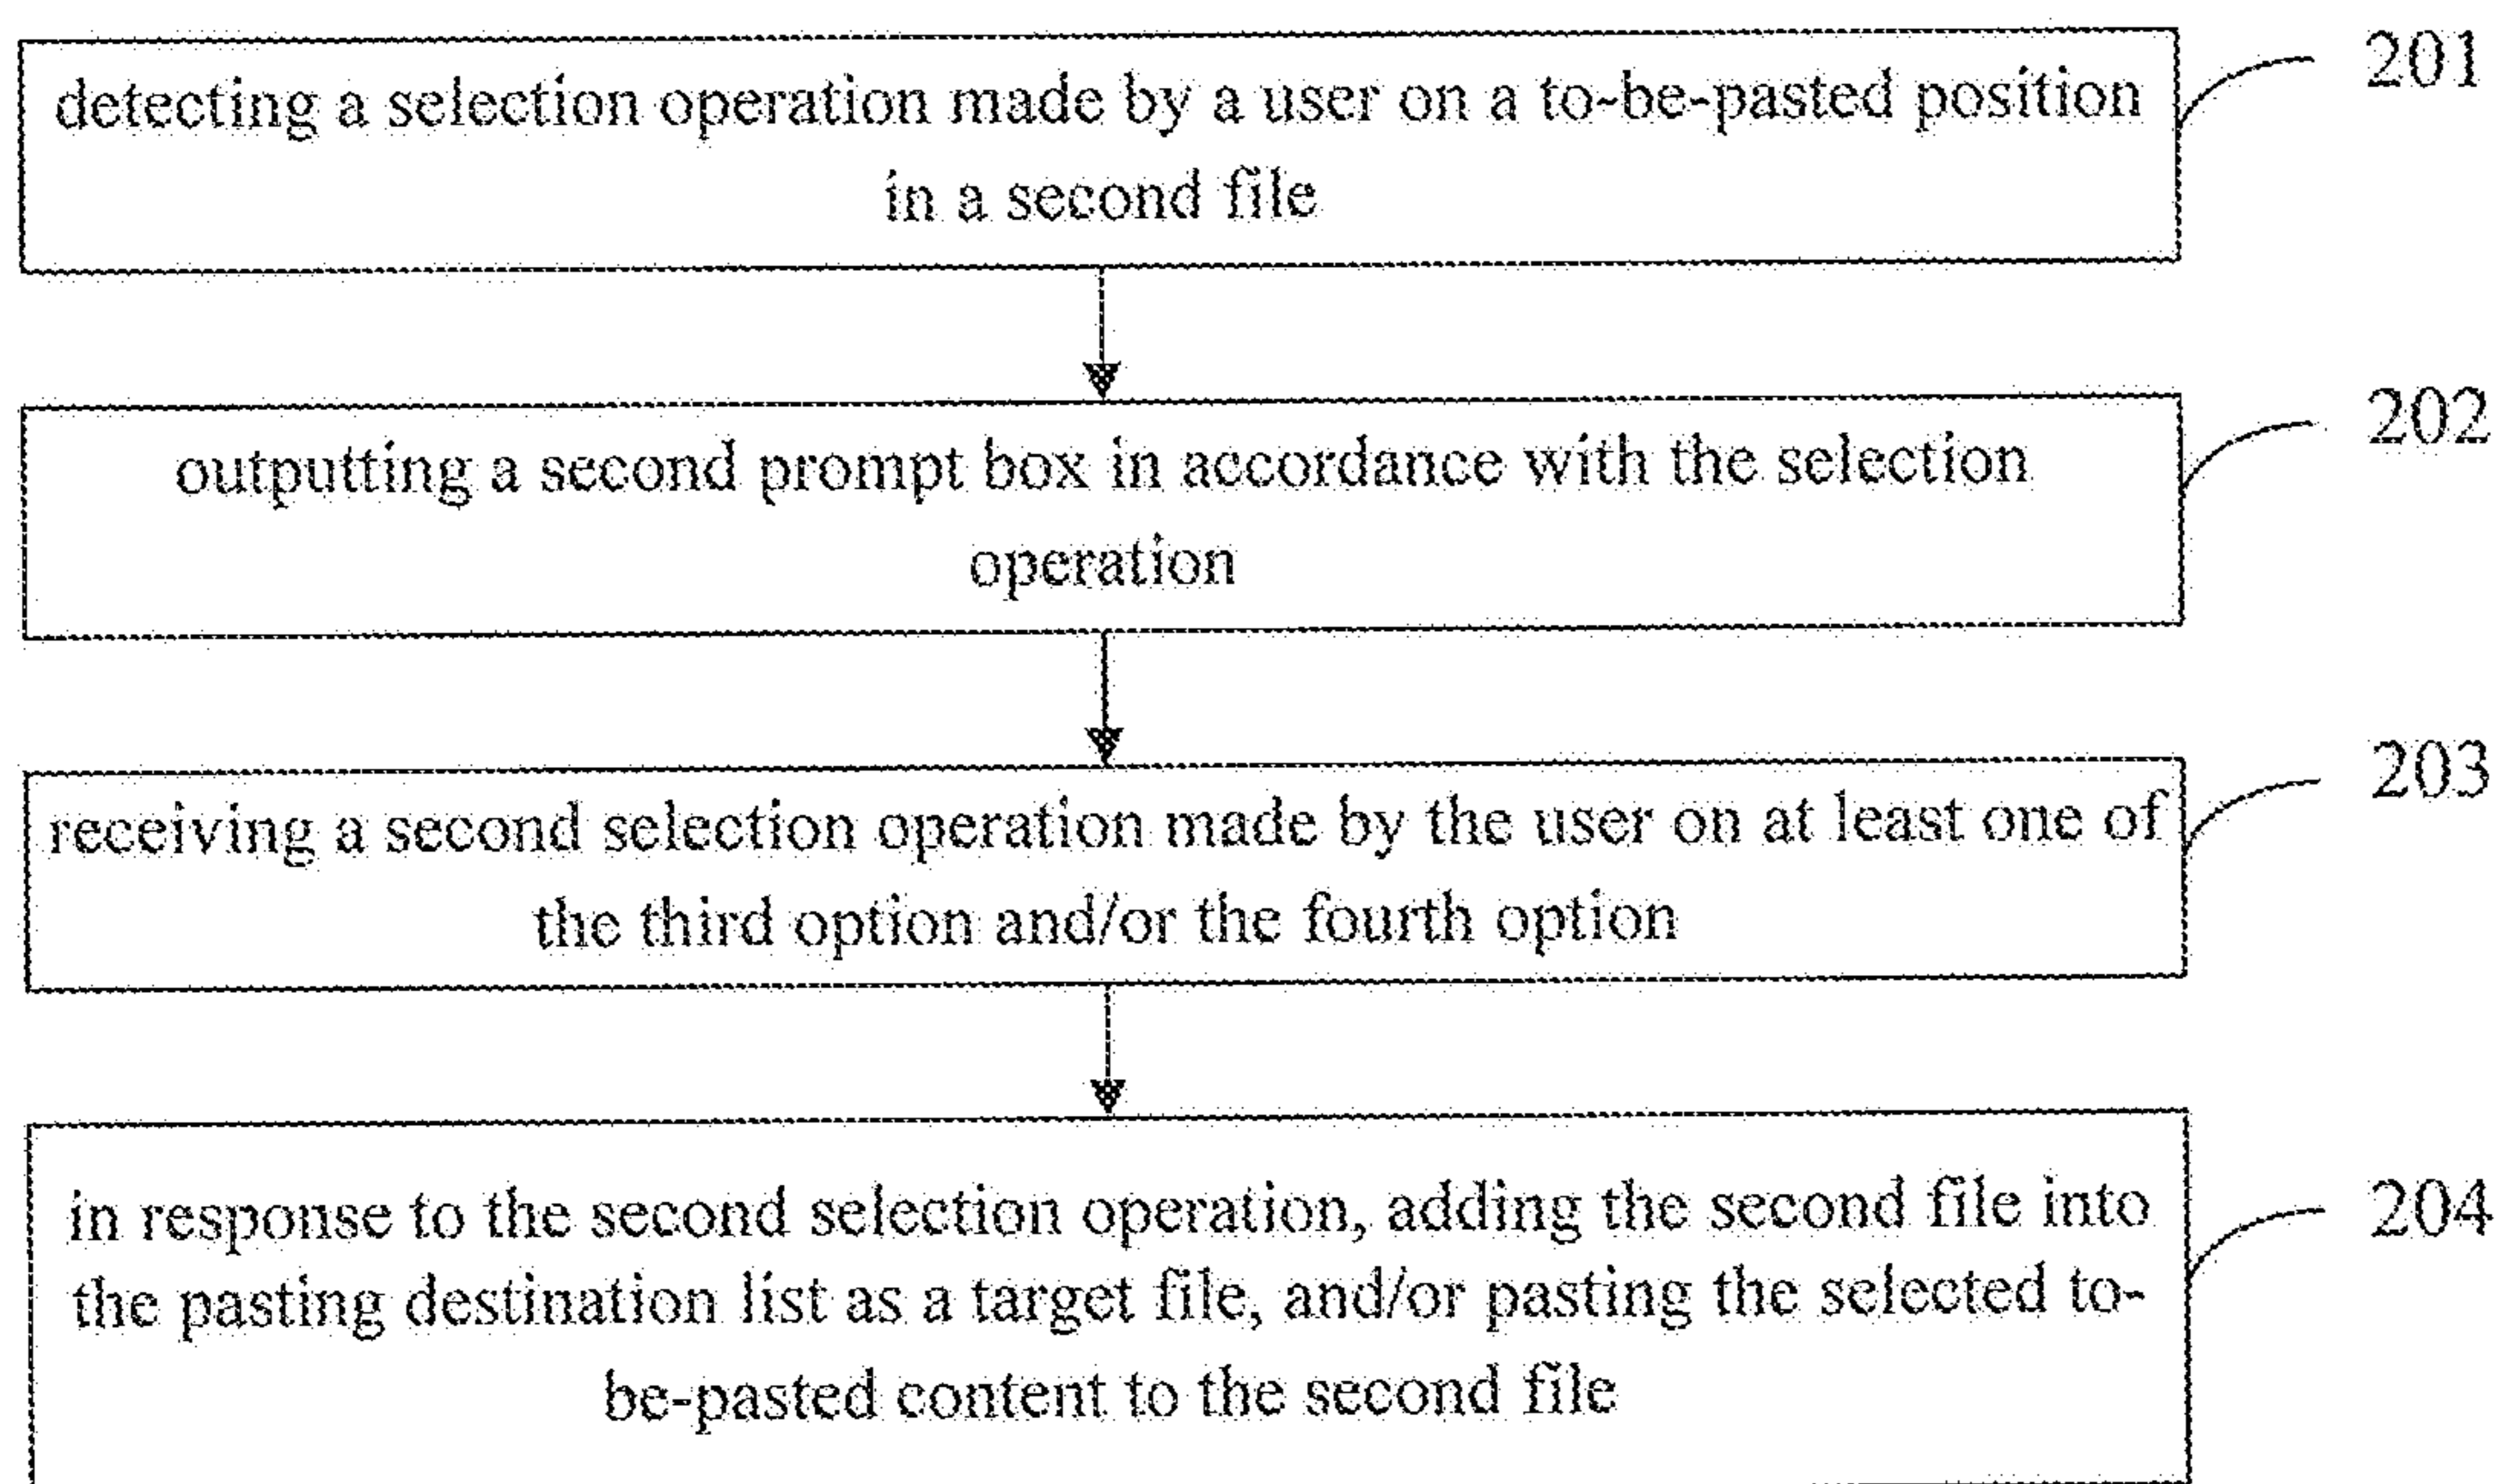 detecting a selection operation made by a user on a to-be-pasted position
in a second file
201
outputting a second prompt box in accordance with the selection
operation
202
receiving a second selection operation made by the user on at least one of
the third option and/or the fourth option
203
in response to the second selection operation, adding the second file into
the pasting destination list as a target file, and/or pasting the selected to-
be-pasted content to the second file
204